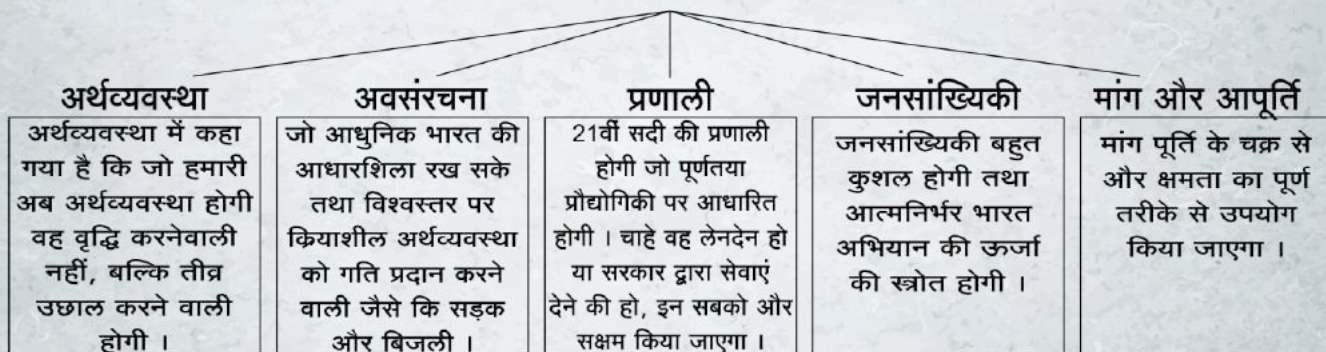 अर्थव्यवस्था
अर्थव्यवस्था में कहा
गया है कि जो हमारी
अब अर्थव्यवस्था होगी
वह वृद्धि करनेवाली
नहीं, बल्कि तीव्र
उछाल करने वाली
होगी ।
अवसंरचना
जो आधुनिक भारत की
आधारशिला रख सके
तथा विश्वस्तर पर
क्रियाशील अर्थव्यवस्था
को गति प्रदान करने
वाली जैसे कि सड़क
और बिजली ।
प्रणाली
21वीं सदी की प्रणाली
होगी जो पूर्णतया
प्रौद्योगिकी पर आधारित
होगी । चाहे वह लेनदेन हो
या सरकार द्वारा सेवाएं
देने की हो, इन सबको और
सक्षम किया जाएगा ।
जनसांख्यिकी
जनसांख्यिकी बहुत
कुशल होगी तथा
आत्मनिर्भर भारत
अभियान की ऊर्जा
की स्त्रोत होगी ।
मांग और आपूर्ति
मांग पूर्ति के चक्र से
और क्षमता का पूर्ण
तरीके से उपयोग
किया जाएगा ।